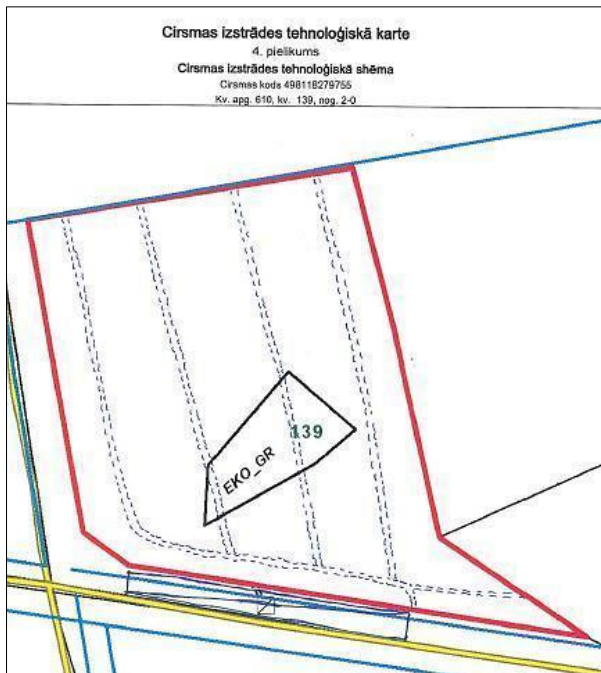 Cirsmas izstrādes tehnoloģiskā karte
4. pielikums
Cirsmas izstrādes tehnoloģiskā shēma
Cirsmas kods 498118279755
Kv. apg. 610, kv. 139, nog. 2-0
139
EKO_GR